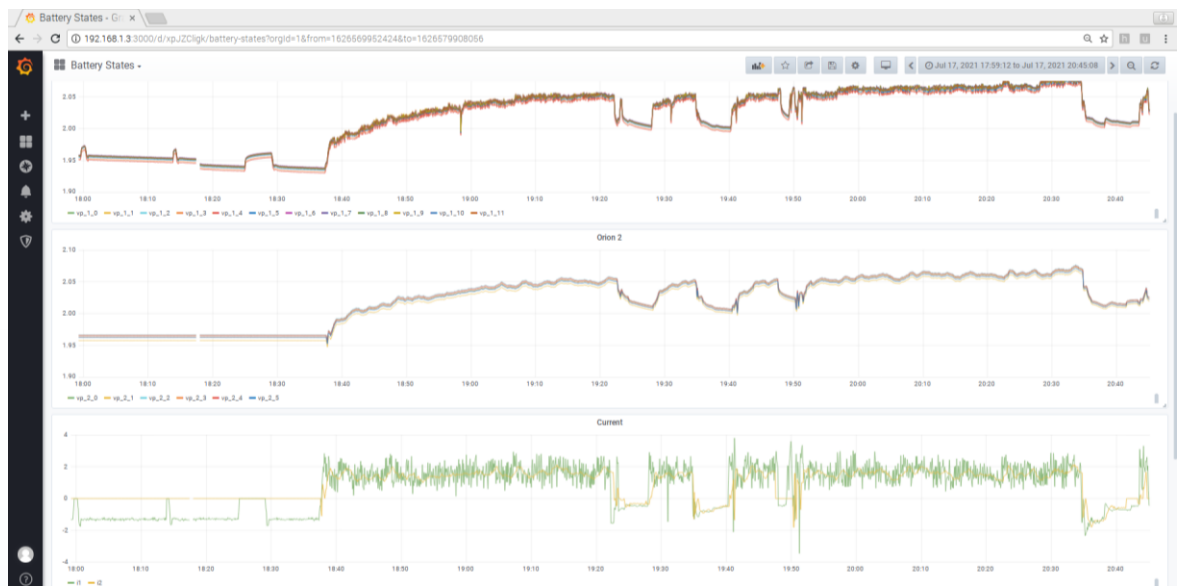 Battery States - Gr
192.168.1.3:3000/d/xpJZCligk/battery-states?orgId=1&from=1626569952424&to=1626579908056
Battery States
Jul 17, 2021 17:59:12 to Jul 17, 2021 20:45:08
2.05
2.00
1.95
1.90
18:00 18:10 18:20 18:30 18:40 18:50 19:00 19:10 19:20 19:30 19:40 19:50 20:00 20:10 20:20 20:30 20:40
vp_1_0 vp_1_1 vp_1_2 vp_1_3 vp_1_4 vp_1_5 vp_1_6 vp_1_7 vp_1_8 vp_1_9 vp_1_10 vp_1_11
Orion 2
2.10
2.05
2.00
1.95
1.90
18:00 18:10 18:20 18:30 18:40 18:50 19:00 19:10 19:20 19:30 19:40 19:50 20:00 20:10 20:20 20:30 20:40
vp_2_0 vp_2_1 vp_2_2 vp_2_3 vp_2_4 vp_2_5
Current
4
2
0
-2
-4
18:00 18:10 18:20 18:30 18:40 18:50 19:00 19:10 19:20 19:30 19:40 19:50 20:00 20:10 20:20 20:30 20:40
i1 i2